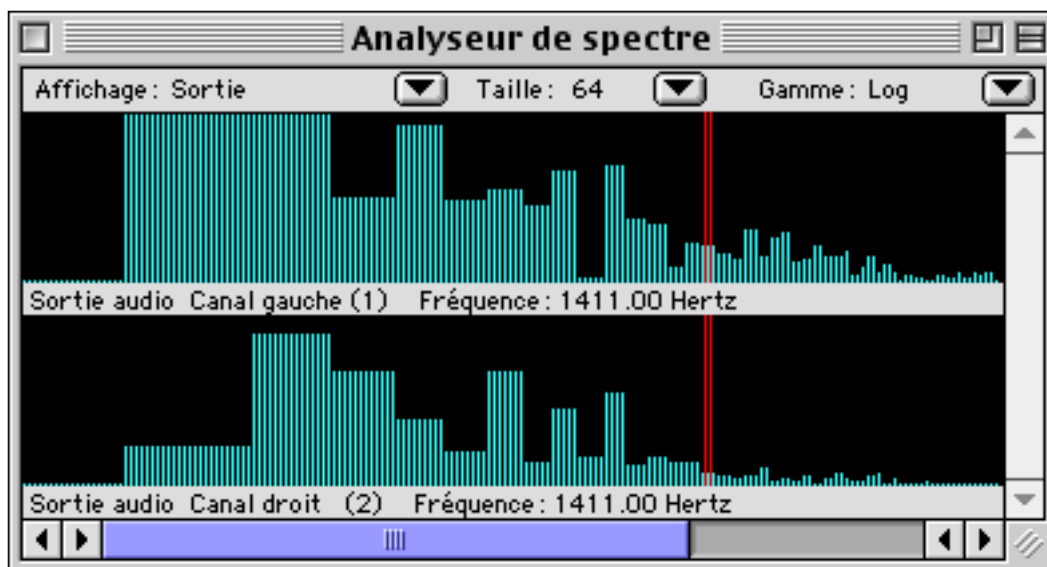 Analyseur de spectre
Affichage: Sortie Taille: 64 Gamme: Log
Sortie audio Canal gauche (1) Fréquence: 1411.00 Hertz
Sortie audio Canal droit (2) Fréquence: 1411.00 Hertz